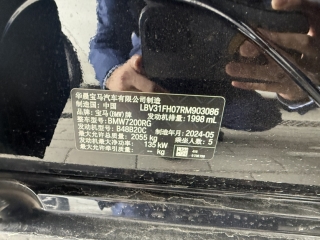 华晨宝马汽车有限公司制造
制造国：中国 LBV31FH07RM903086
品牌：宝马(BMW)牌 发动机排量：1998 mL
整车型号：BMW7200RG
发动机型号：B48B20C 制造年月：2024-05
最大允许总质量：2055 kg 乘坐人数：5
发动机最大净功率：135 kW
-- kg